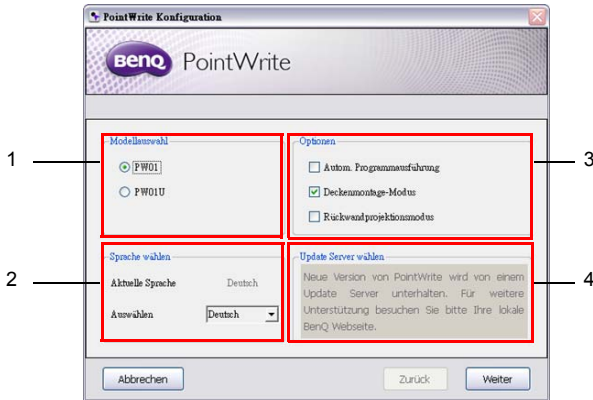 PointWrite Konfiguration
BenQ PointWrite
Modellauswahl
PW01
PW01U
Optionen
Autom. Programmausführung
Deckenmontage-Modus
Rückwandprojektionsmodus
Sprache wählen
Aktuelle Sprache Deutsch
Auswählen Deutsch
Update Server wählen
Neue Version von PointWrite wird von einem
Update Server unterhalten. Für weitere
Unterstützung besuchen Sie bitte Ihre lokale
BenQ Webseite.
Abbrechen Zurück Weiter
1
2
3
4